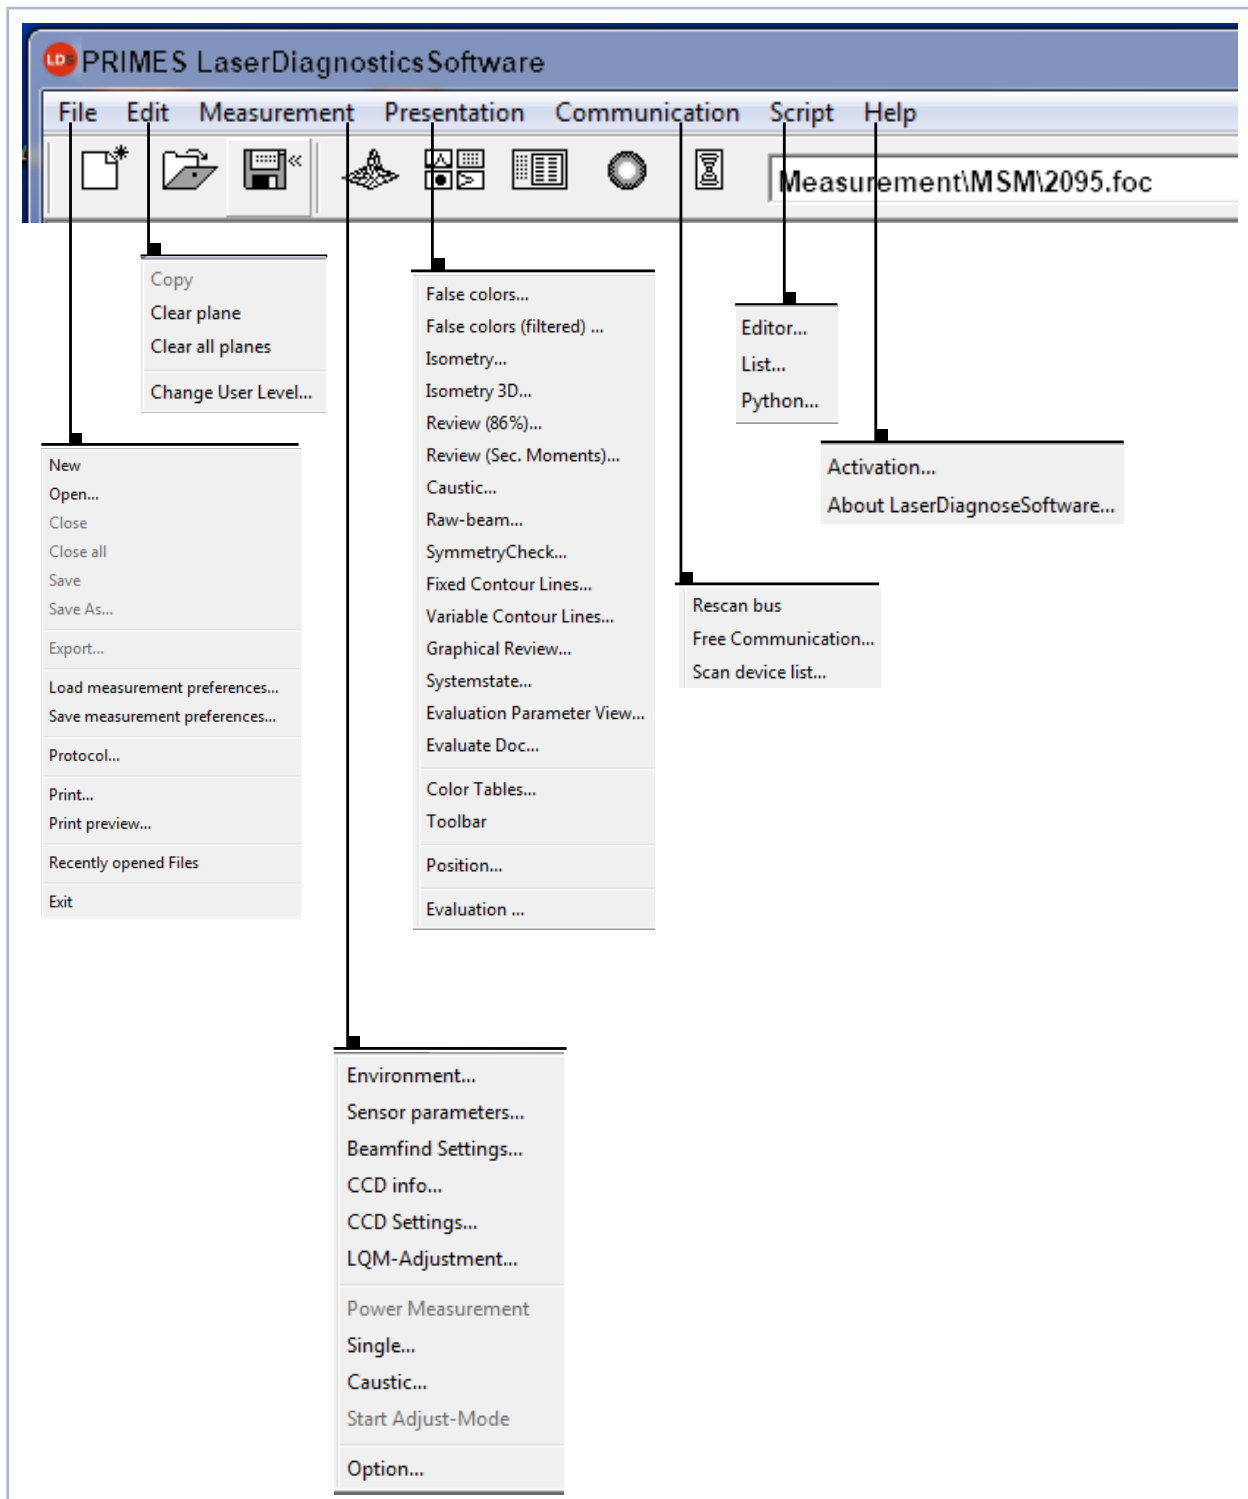 LDS PRIMES LaserDiagnosticsSoftware
File Edit Measurement Presentation Communication Script Help
Measurement\MSM\2095.foc
Copy
Clear plane
Clear all planes
Change User Level...
New
Open...
Close
Close all
Save
Save As...
Export...
Load measurement preferences...
Save measurement preferences...
Protocol...
Print...
Print preview...
Recently opened Files
Exit
False colors...
False colors (filtered) ...
Isometry...
Isometry 3D...
Review (86%)...
Review (Sec. Moments)...
Caustic...
Raw-beam...
SymmetryCheck...
Fixed Contour Lines...
Variable Contour Lines...
Graphical Review...
Systemstate...
Evaluation Parameter View...
Evaluate Doc...
Color Tables...
Toolbar
Position...
Evaluation ...
Editor...
List...
Python...
Activation...
About LaserDiagnoseSoftware...
Rescan bus
Free Communication...
Scan device list...
Environment...
Sensor parameters...
Beamfind Settings...
CCD info...
CCD Settings...
LQM-Adjustment...
Power Measurement
Single...
Caustic...
Start Adjust-Mode
Option...